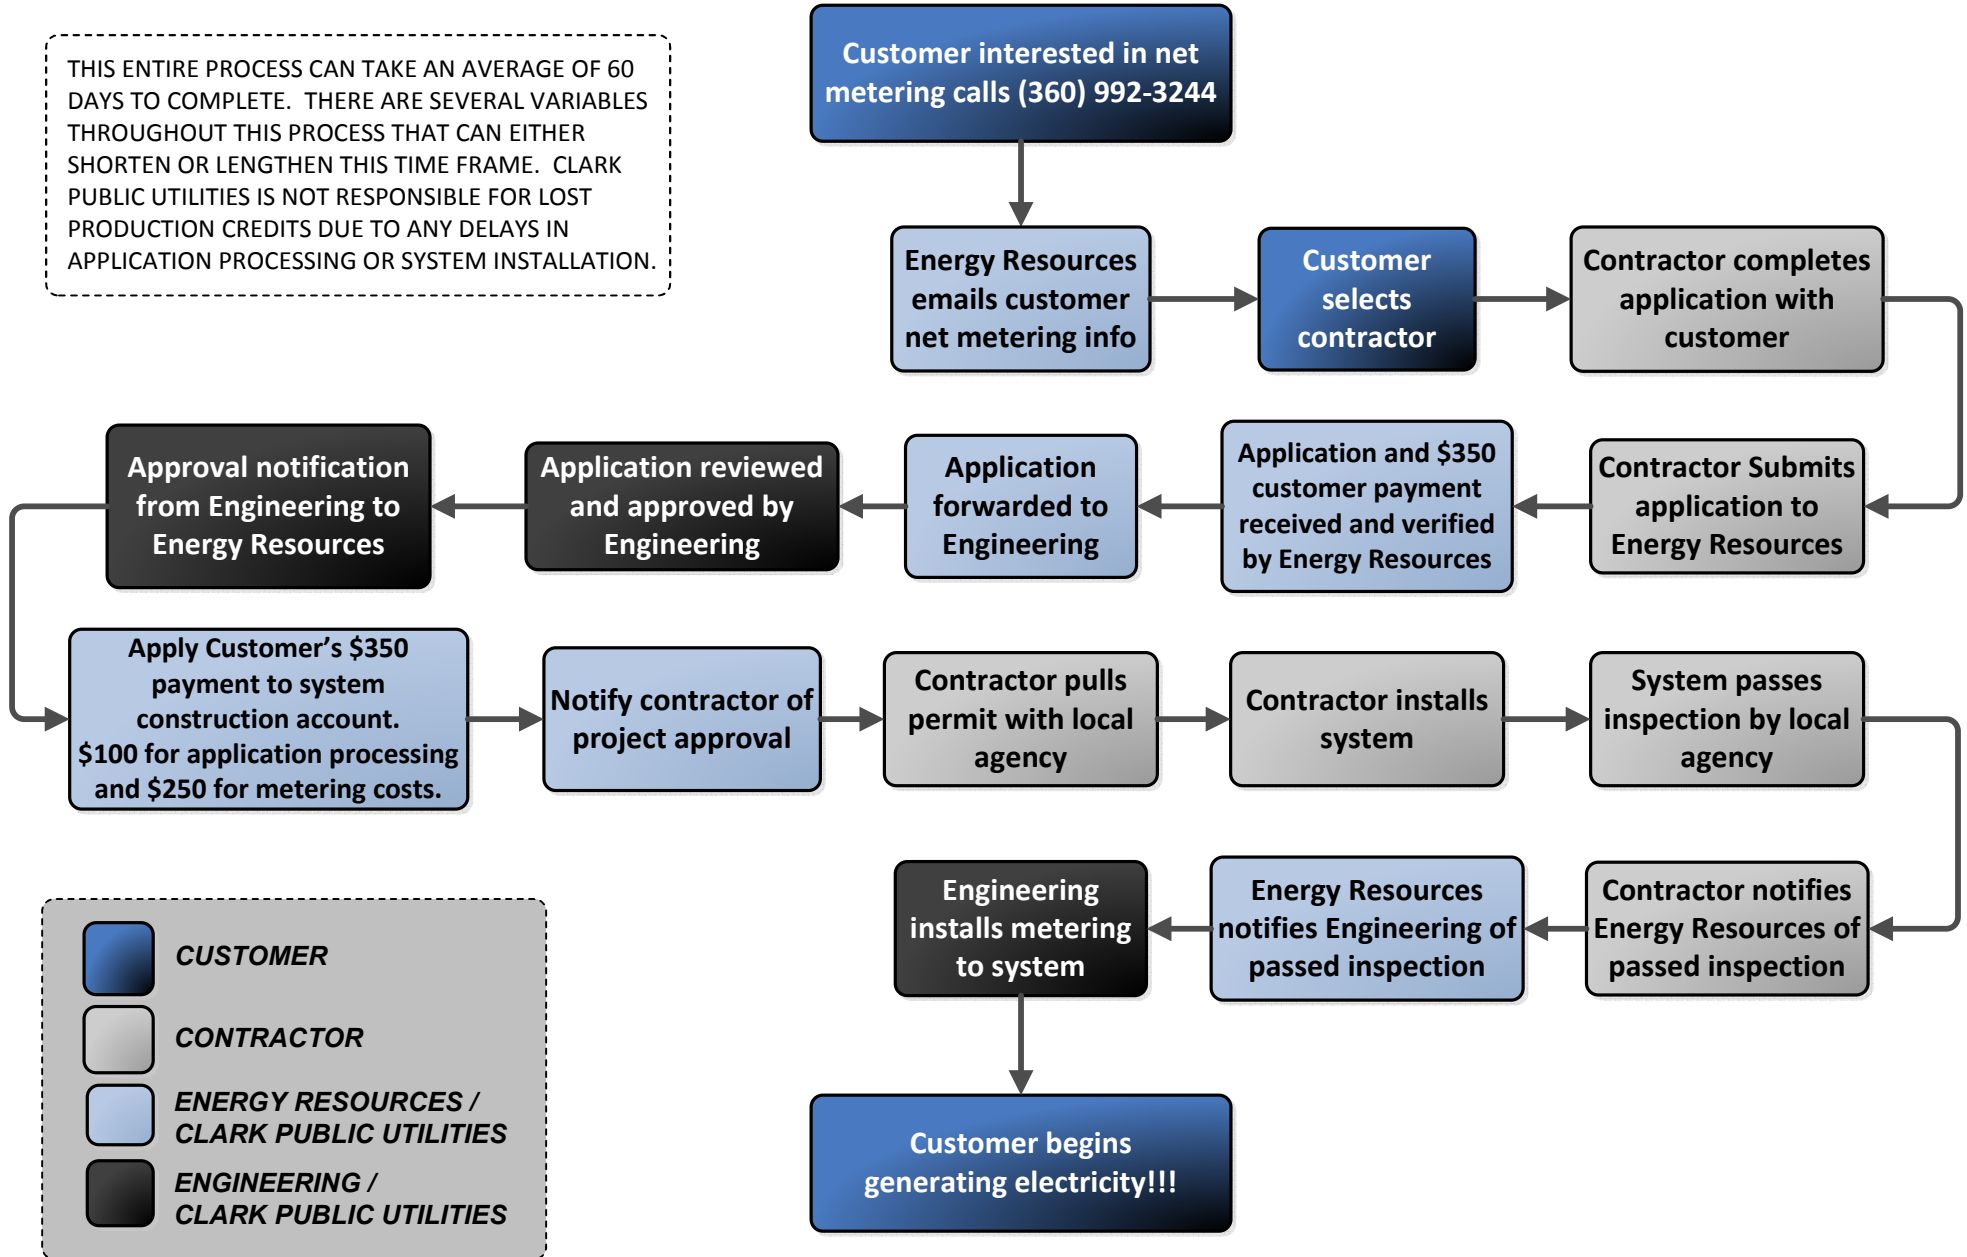 THIS ENTIRE PROCESS CAN TAKE AN AVERAGE OF 60
DAYS TO COMPLETE.  THERE ARE SEVERAL VARIABLES
THROUGHOUT THIS PROCESS THAT CAN EITHER
SHORTEN OR LENGTHEN THIS TIME FRAME.  CLARK
PUBLIC UTILITIES IS NOT RESPONSIBLE FOR LOST
PRODUCTION CREDITS DUE TO ANY DELAYS IN
APPLICATION PROCESSING OR SYSTEM INSTALLATION.
Customer interested in net
metering calls (360) 992-3244
Energy Resources
emails customer
net metering info
Customer
selects
contractor
Contractor completes
application with
customer
Contractor Submits
application to
Energy Resources
Application and $350
customer payment
received and verified
by Energy Resources
Application
forwarded to
Engineering
Application reviewed
and approved by
Engineering
Approval notification
from Engineering to
Energy Resources
Apply Customer’s $350
payment to system
construction account.
$100 for application processing
and $250 for metering costs.
Notify contractor of
project approval
Contractor pulls
permit with local
agency
Contractor installs
system
System passes
inspection by local
agency
Contractor notifies
Energy Resources of
passed inspection
Energy Resources
notifies Engineering of
passed inspection
Engineering
installs metering
to system
Customer begins
generating electricity!!!
CUSTOMER
CONTRACTOR
ENERGY RESOURCES /
CLARK PUBLIC UTILITIES
ENGINEERING /
CLARK PUBLIC UTILITIES